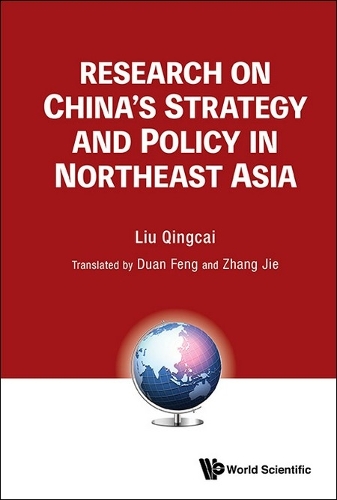 RESEARCH ON
CHINA'S STRATEGY
AND POLICY IN
NORTHEAST ASIA
Liu Qingcai
Translated by Duan Feng and Zhang Jie
World Scientific